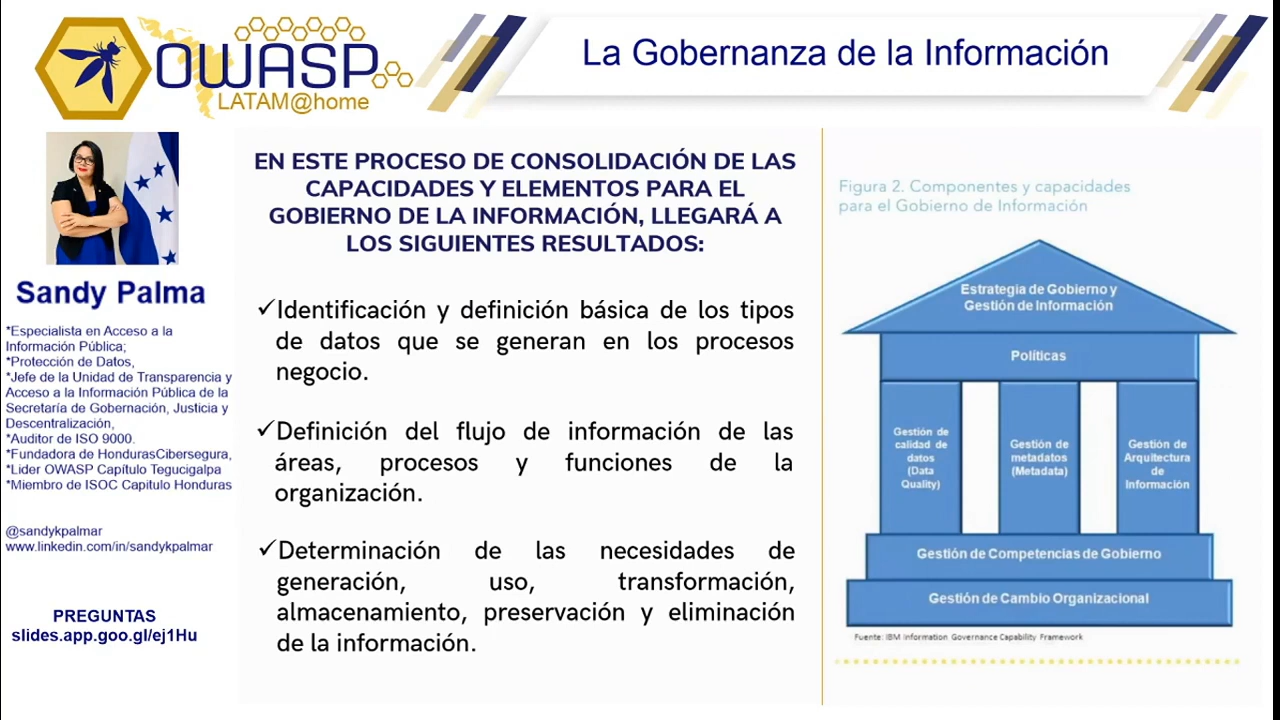 OWASP
LATAM@home
La Gobernanza de la Información
Sandy Palma
*Especialista en Acceso a la
Información Pública;
*Protección de Datos,
*Jefe de la Unidad de Transparencia y
Acceso a la Información Pública de la
Secretaría de Gobernación, Justicia y
Descentralización,
*Auditor de ISO 9000.
*Fundadora de HondurasCibersegura,
*Lider OWASP Capítulo Tegucigalpa
*Miembro de ISOC Capitulo Honduras
@sandykpalmar
www.linkedin.com/in/sandykpalmar
PREGUNTAS
slides.app.goo.gl/ej1Hu
EN ESTE PROCESO DE CONSOLIDACIÓN DE LAS
CAPACIDADES Y ELEMENTOS PARA EL
GOBIERNO DE LA INFORMACIÓN, LLEGARÁ A
LOS SIGUIENTES RESULTADOS:
✓Identificación y definición básica de los tipos
de datos que se generan en los procesos
negocio.
✓Definición del flujo de información de las
áreas, procesos y funciones de la
organización.
✓Determinación de las necesidades de
generación, uso, transformación,
almacenamiento, preservación y eliminación
de la información.
Figura 2. Componentes y capacidades
para el Gobierno de Información
Estrategia de Gobierno y
Gestión de Información
Políticas
Gestión de
calidad de
datos
(Data
Quality)
Gestión de
metadatos
(Metadata)
Gestión de
Arquitectura
de
Información
Gestión de Competencias de Gobierno
Gestión de Cambio Organizacional
Fuente: IBM Information Governance Capability Framework